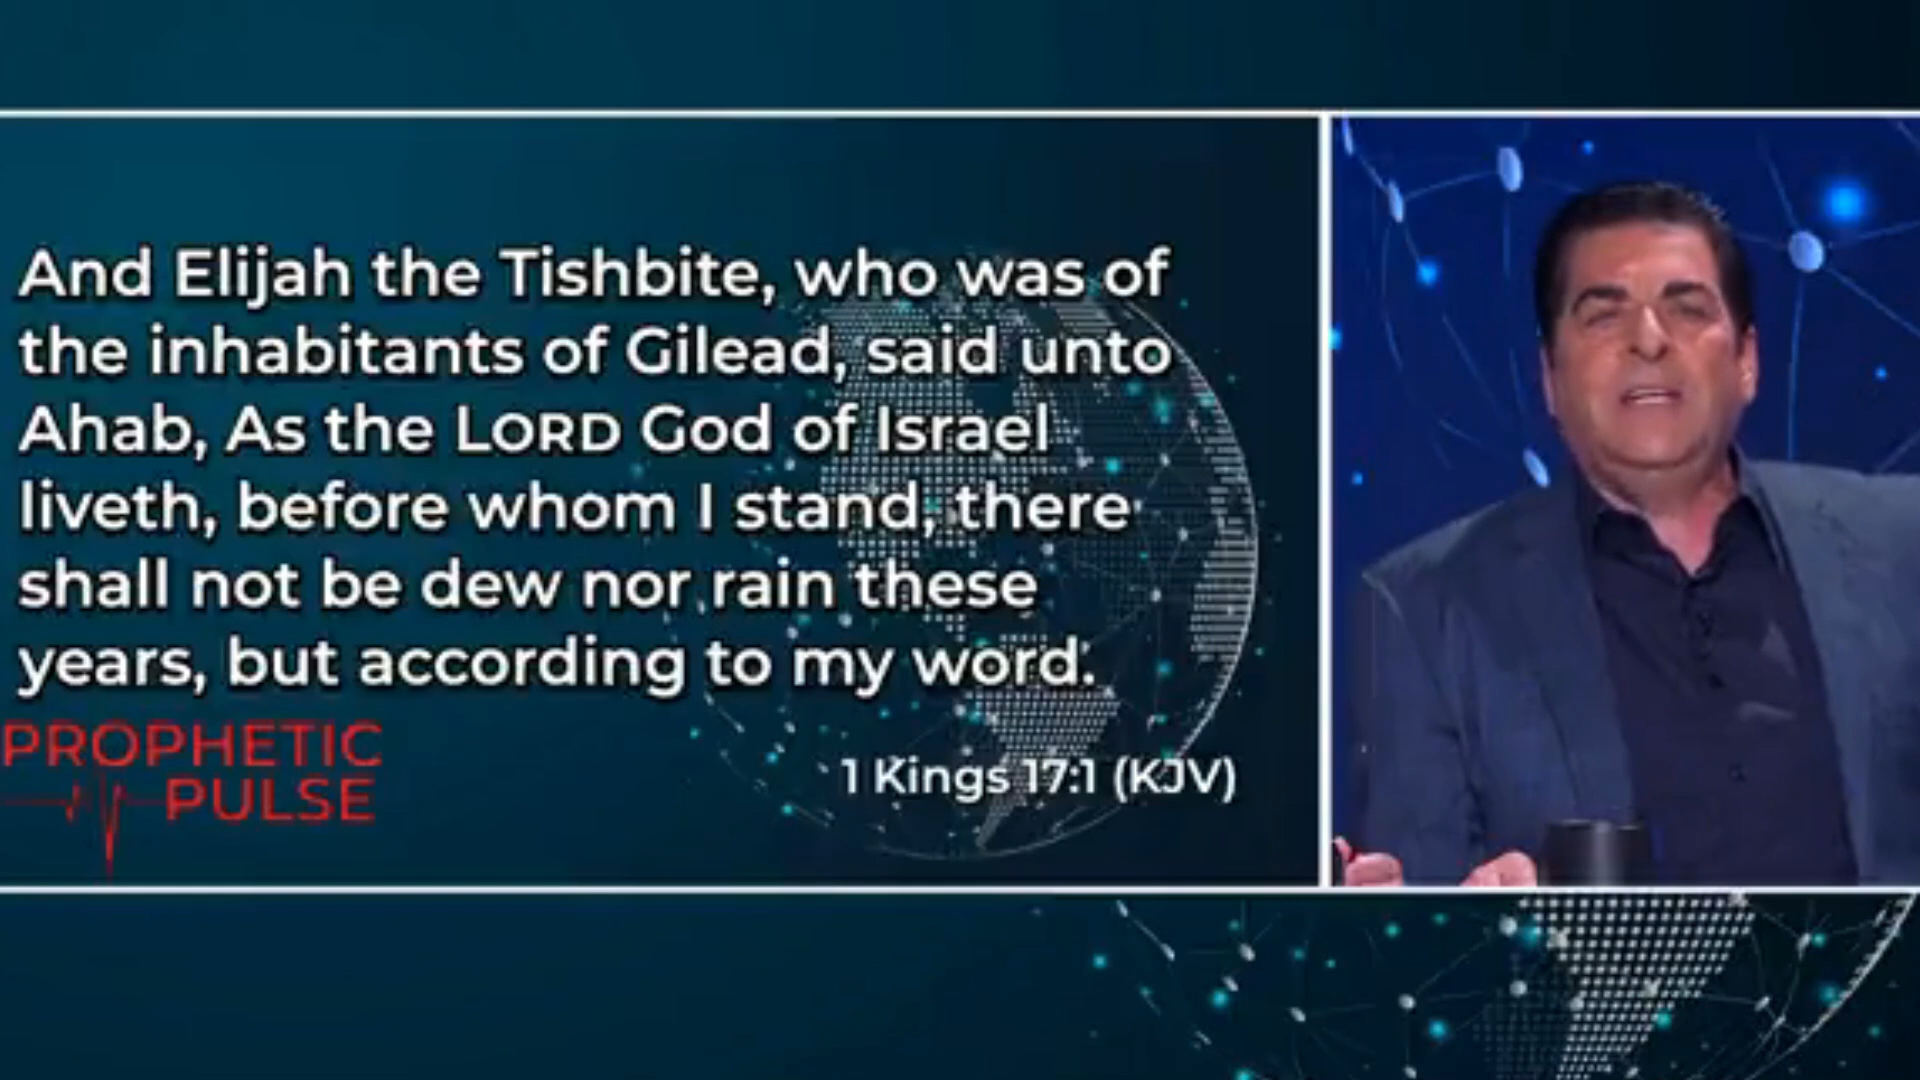 And Elijah the Tishbite, who was of
the inhabitants of Gilead, said unto
Ahab, As the LORD God of Israel
liveth, before whom I stand, there
shall not be dew nor rain these
years, but according to my word.
PROPHETIC
PULSE
1 Kings 17:1 (KJV)